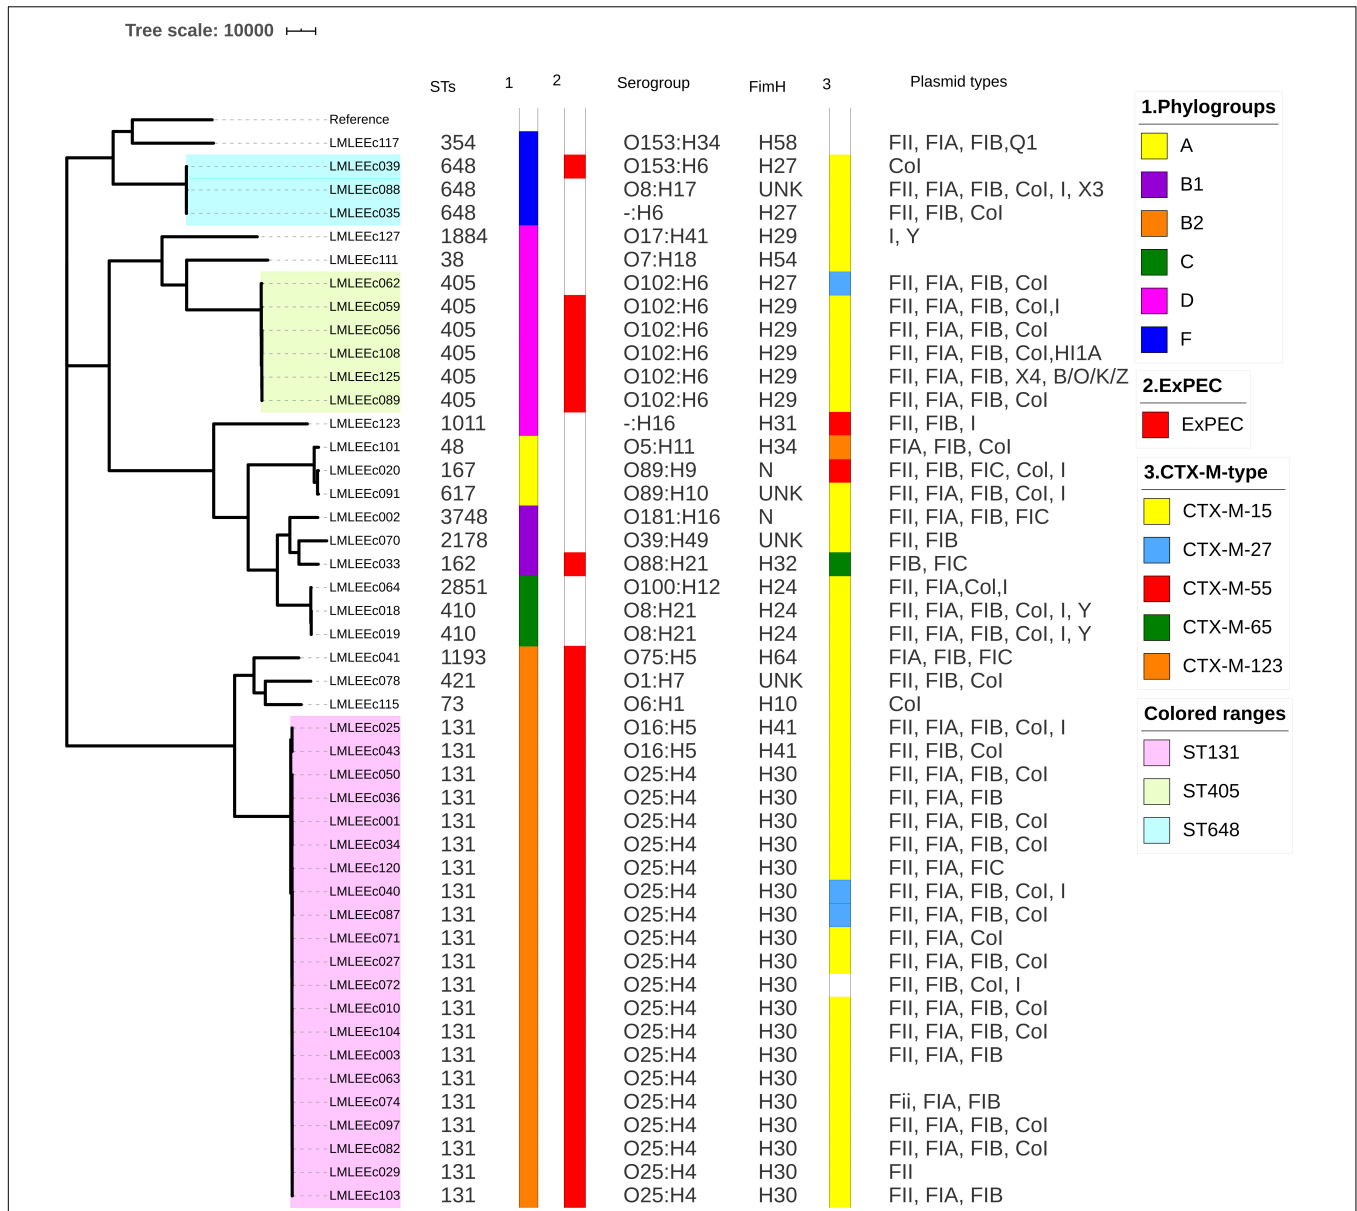 Tree scale: 10000
STs 1 2 Serogroup FimH 3 Plasmid types
Reference
LMLEEc117 354 O153:H34 H58 FII, FIA, FIB,Q1
LMLEEc039 648 O153:H6 H27 Col
LMLEEc088 648 O8:H17 UNK FII, FIA, FIB, Col, I, X3
LMLEEc035 648 -:H6 H27 FII, FIB, Col
LMLEEc127 1884 O17:H41 H29 I, Y
LMLEEc111 38 O7:H18 H54
LMLEEc062 405 O102:H6 H27 FII, FIA, FIB, Col
LMLEEc059 405 O102:H6 H29 FII, FIA, FIB, Col,I
LMLEEc056 405 O102:H6 H29 FII, FIA, FIB, Col
LMLEEc108 405 O102:H6 H29 FII, FIA, FIB, Col,HI1A
LMLEEc125 405 O102:H6 H29 FII, FIA, FIB, X4, B/O/K/Z
LMLEEc089 405 O102:H6 H29 FII, FIA, FIB, Col
LMLEEc123 1011 -:H16 H31 FII, FIB, I
LMLEEc101 48 O5:H11 H34 FIA, FIB, Col
LMLEEc020 167 O89:H9 N FII, FIB, FIC, Col, I
LMLEEc091 617 O89:H10 UNK FII, FIA, FIB, Col, I
LMLEEc002 3748 O181:H16 N FII, FIA, FIB, FIC
LMLEEc070 2178 O39:H49 UNK FII, FIB
LMLEEc033 162 O88:H21 H32 FIB, FIC
LMLEEc064 2851 O100:H12 H24 FII, FIA,Col,I
LMLEEc018 410 O8:H21 H24 FII, FIA, FIB, Col, I, Y
LMLEEc019 410 O8:H21 H24 FII, FIA, FIB, Col, I, Y
LMLEEc041 1193 O75:H5 H64 FIA, FIB, FIC
LMLEEc078 421 O1:H7 UNK FII, FIB, Col
LMLEEc115 73 O6:H1 H10 Col
LMLEEc025 131 O16:H5 H41 FII, FIA, FIB, Col, I
LMLEEc043 131 O16:H5 H41 FII, FIB, Col
LMLEEc050 131 O25:H4 H30 FII, FIA, FIB, Col
LMLEEc036 131 O25:H4 H30 FII, FIA, FIB
LMLEEc001 131 O25:H4 H30 FII, FIA, FIB, Col
LMLEEc034 131 O25:H4 H30 FII, FIA, FIB, Col
LMLEEc120 131 O25:H4 H30 FII, FIA, FIC
LMLEEc040 131 O25:H4 H30 FII, FIA, FIB, Col, I
LMLEEc087 131 O25:H4 H30 FII, FIA, FIB, Col
LMLEEc071 131 O25:H4 H30 FII, FIA, Col
LMLEEc027 131 O25:H4 H30 FII, FIA, FIB, Col
LMLEEc072 131 O25:H4 H30 FII, FIB, Col, I
LMLEEc010 131 O25:H4 H30 FII, FIA, FIB, Col
LMLEEc104 131 O25:H4 H30 FII, FIA, FIB, Col
LMLEEc003 131 O25:H4 H30 FII, FIA, FIB
LMLEEc063 131 O25:H4 H30
LMLEEc074 131 O25:H4 H30 Fii, FIA, FIB
LMLEEc097 131 O25:H4 H30 FII, FIA, FIB, Col
LMLEEc082 131 O25:H4 H30 FII, FIA, FIB, Col
LMLEEc029 131 O25:H4 H30 FII
LMLEEc103 131 O25:H4 H30 FII, FIA, FIB
1.Phylogroups
A
B1
B2
C
D
F
2.ExPEC
ExPEC
3.CTX-M-type
CTX-M-15
CTX-M-27
CTX-M-55
CTX-M-65
CTX-M-123
Colored ranges
ST131
ST405
ST648